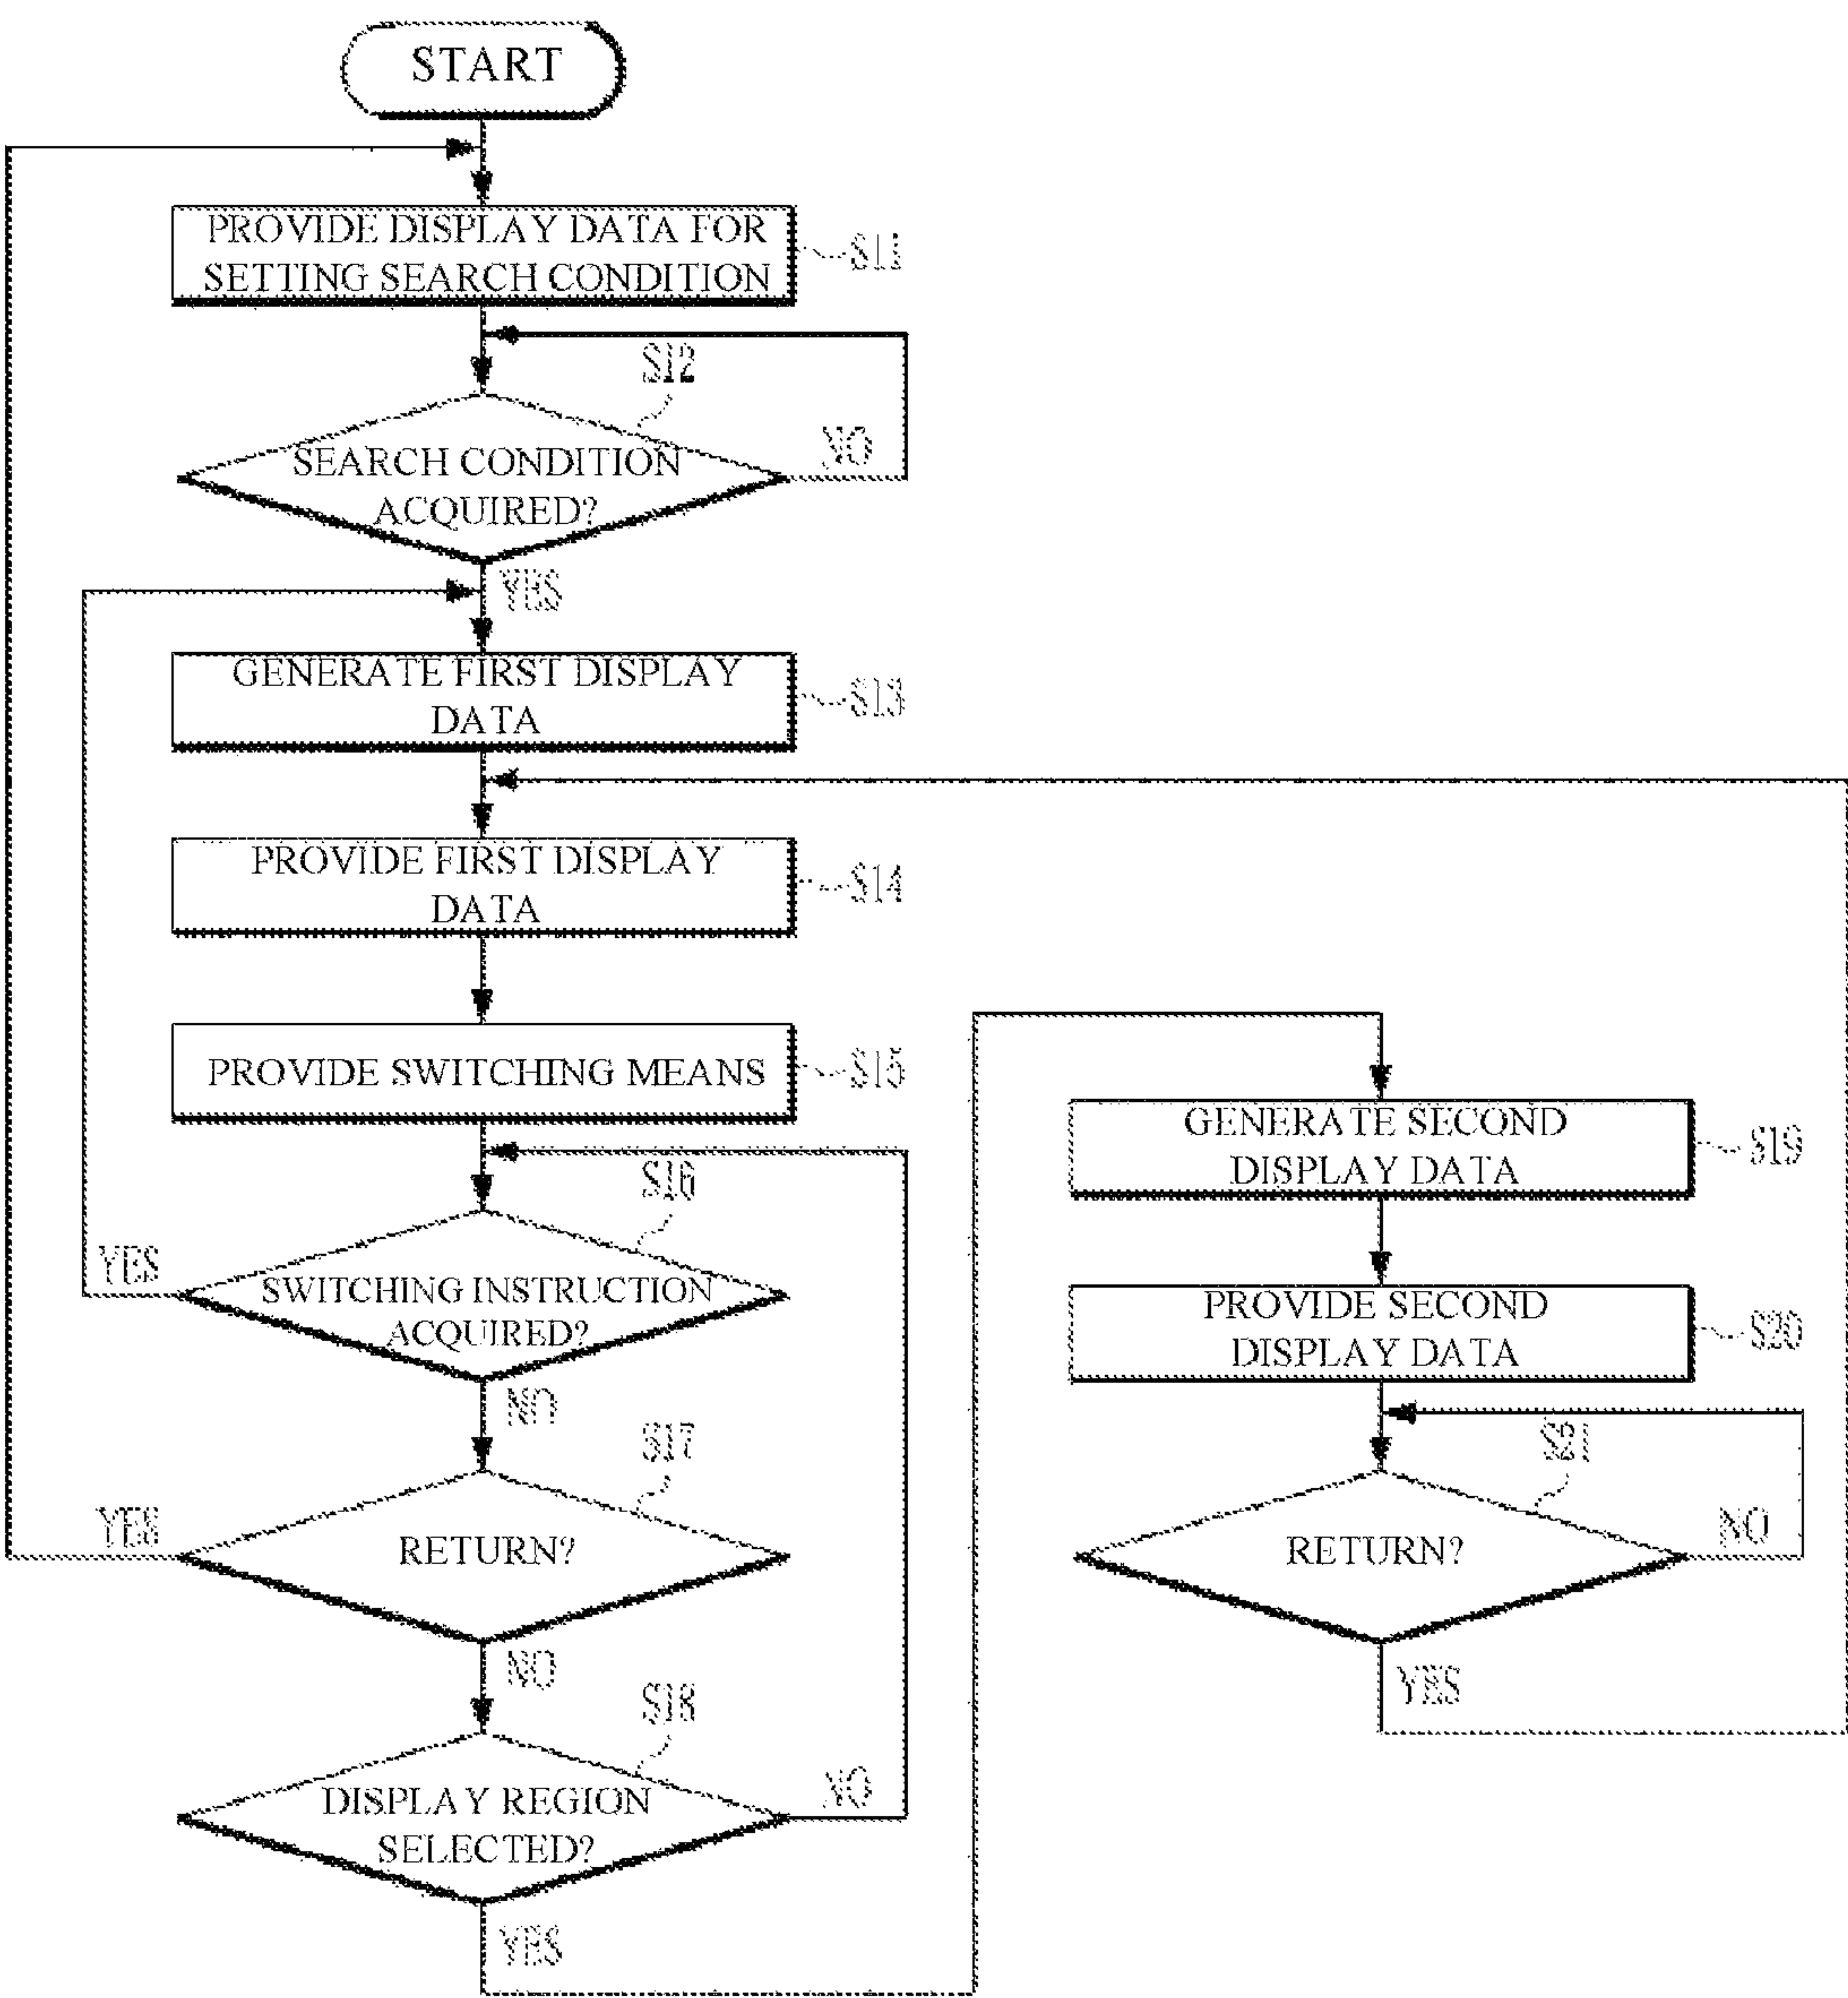 START
PROVIDE DISPLAY DATA FOR
SETTING SEARCH CONDITION
S11
S12
SEARCH CONDITION
ACQUIRED?
NO
YES
GENERATE FIRST DISPLAY
DATA
S13
PROVIDE FIRST DISPLAY
DATA
S14
PROVIDE SWITCHING MEANS
S15
S16
YES
SWITCHING INSTRUCTION
ACQUIRED?
NO
S17
YES
RETURN?
NO
S18
DISPLAY REGION
SELECTED?
NO
YES
GENERATE SECOND
DISPLAY DATA
S19
PROVIDE SECOND
DISPLAY DATA
S20
S21
RETURN?
NO
YES